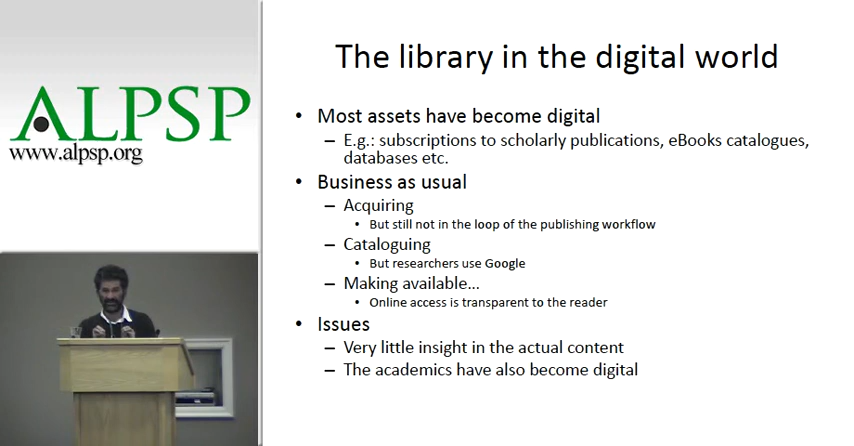 ALPSP
www.alpsp.org
The library in the digital world
• Most assets have become digital
– E.g.: subscriptions to scholarly publications, eBooks catalogues,
databases etc.
• Business as usual
– Acquiring
• But still not in the loop of the publishing workflow
– Cataloguing
• But researchers use Google
– Making available...
• Online access is transparent to the reader
• Issues
– Very little insight in the actual content
– The academics have also become digital